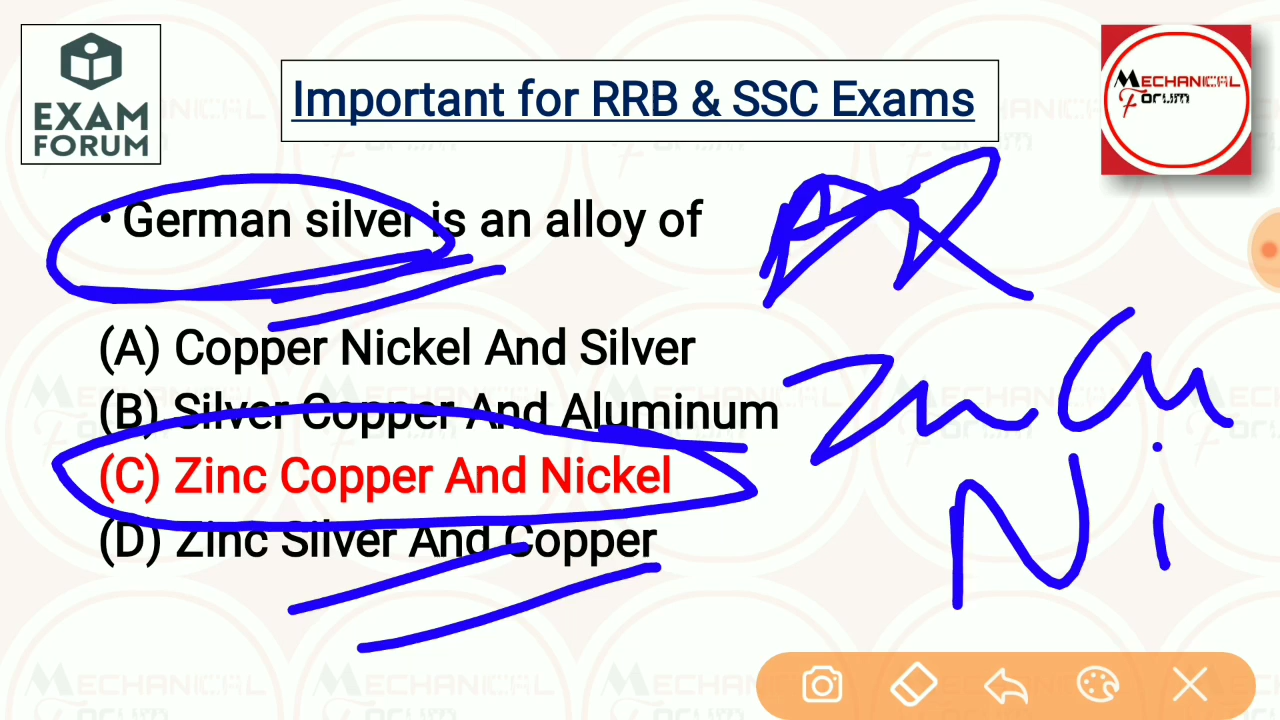 EXAM
FORUM
Important for RRB & SSC Exams
MECHANICAL
Forum
• German silver is an alloy of
(A) Copper Nickel And Silver
(B) Silver Copper And Aluminum
(C) Zinc Copper And Nickel
(D) Zinc Silver And Copper
Zn Cu
Ni